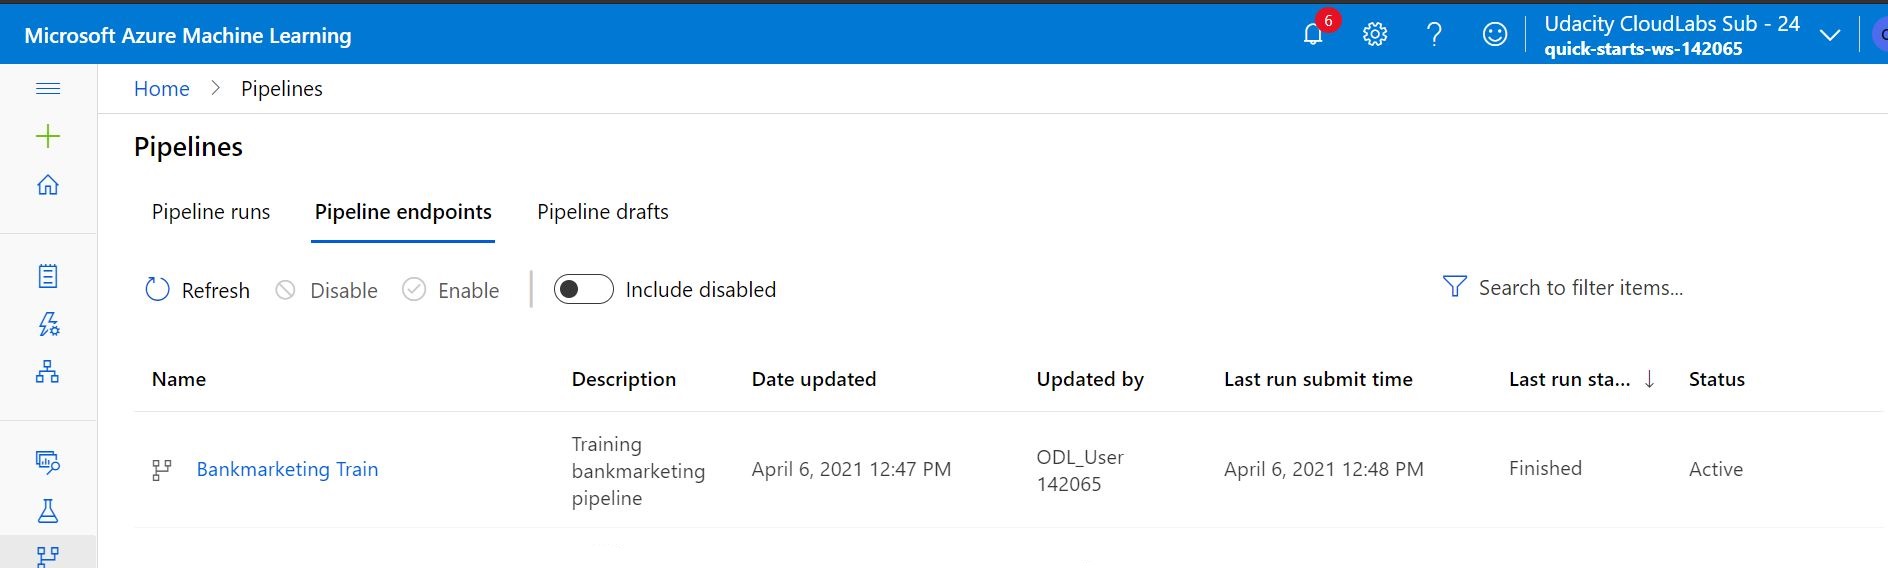 Microsoft Azure Machine Learning
6
Udacity CloudLabs Sub - 24
quick-starts-ws-142065
Home > Pipelines
Pipelines
Pipeline runs Pipeline endpoints Pipeline drafts
Refresh Disable Enable Include disabled Search to filter items...
Name Description Date updated Updated by Last run submit time Last run sta... Status
Bankmarketing Train
Training
bankmarketing
pipeline
April 6, 2021 12:47 PM
ODL_User
142065
April 6, 2021 12:48 PM
Finished
Active